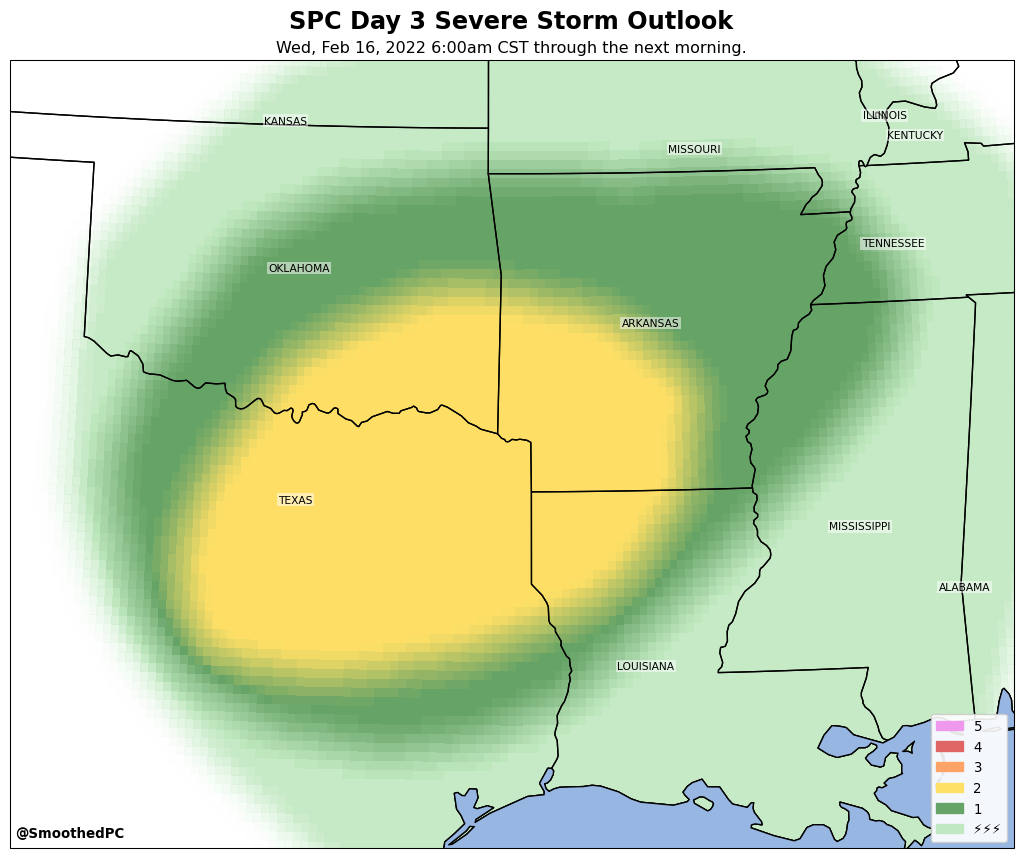 SPC Day 3 Severe Storm Outlook
Wed, Feb 16, 2022 6:00am CST through the next morning.
ILLINOIS
KANSAS
KENTUCKY
MISSOURI
TENNESSEE
OKLAHOMA
ARKANSAS
TEXAS
MISSISSIPPI
ALABAMA
LOUISIANA
5
4
3
2
1
⚡⚡⚡
@SmoothedPC